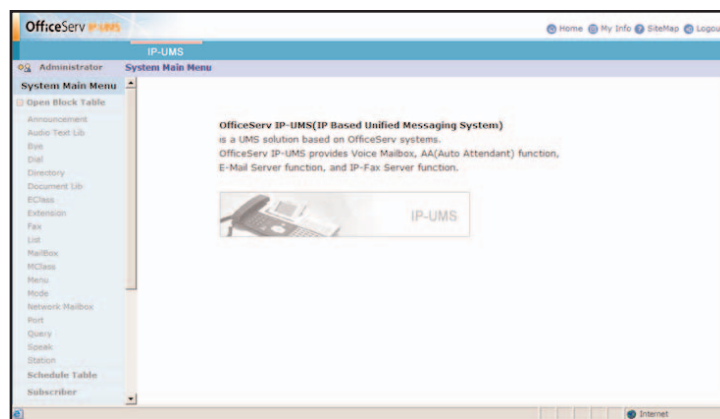 OfficeServ IP-UMS
Home My Info SiteMap Logou
IP-UMS
Administrator
System Main Menu
System Main Menu
Open Block Table
Announcement
Audio Text Lib
Bye
Dial
Directory
Document Lib
EClass
Extension
Fax
List
MailBox
MClass
Menu
Mode
Network Mailbox
Port
Query
Speak
Station
Schedule Table
Subscriber
OfficeServ IP-UMS(IP Based Unified Messaging System)
is a UMS solution based on OfficeServ systems.
OfficeServ IP-UMS provides Voice Mailbox, AA(Auto Attendant) function,
E-Mail Server function, and IP-Fax Server function.
IP-UMS
Internet